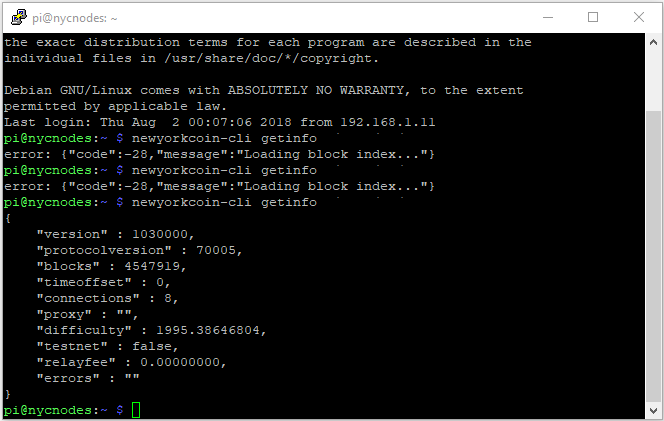 pi@nycnodes: ~
the exact distribution terms for each program are described in the
individual files in /usr/share/doc/*/copyright.
Debian GNU/Linux comes with ABSOLUTELY NO WARRANTY, to the extent
permitted by applicable law.
Last login: Thu Aug  2 00:07:06 2018 from 192.168.1.11
pi@nycnodes:~ $ newyorkcoin-cli getinfo
error: {"code":-28,"message":"Loading block index..."}
pi@nycnodes:~ $ newyorkcoin-cli getinfo
error: {"code":-28,"message":"Loading block index..."}
pi@nycnodes:~ $ newyorkcoin-cli getinfo
{
    "version" : 1030000,
    "protocolversion" : 70005,
    "blocks" : 4547919,
    "timeoffset" : 0,
    "connections" : 8,
    "proxy" : "",
    "difficulty" : 1995.38646804,
    "testnet" : false,
    "relayfee" : 0.00000000,
    "errors" : ""
}
pi@nycnodes:~ $